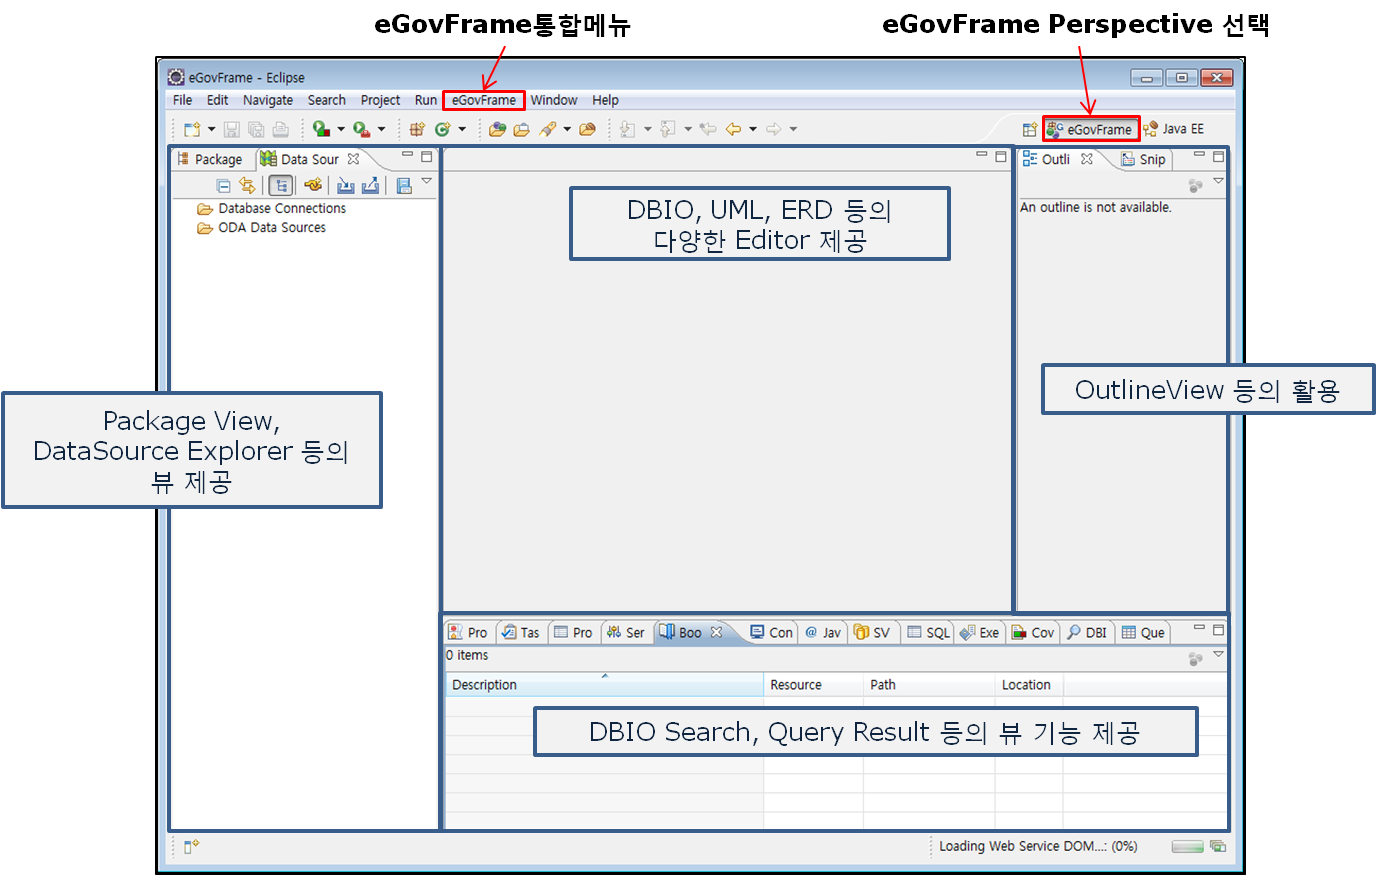 eGovFrame통합메뉴
eGovFrame Perspective 선택
eGovFrame - Eclipse
File Edit Navigate Search Project Run eGovFrame Window Help
eGovFrame Java EE
Package Data Sour
Outli Snip
Database Connections
ODA Data Sources
An outline is not available.
DBIO, UML, ERD 등의
다양한 Editor 제공
OutlineView 등의 활용
Package View,
DataSource Explorer 등의
뷰 제공
Pro Tas Pro Ser Boo Con Jav SV SQL Exe Cov DBI Que
0 items
Description Resource Path Location
DBIO Search, Query Result 등의 뷰 기능 제공
Loading Web Service DOM...: (0%)